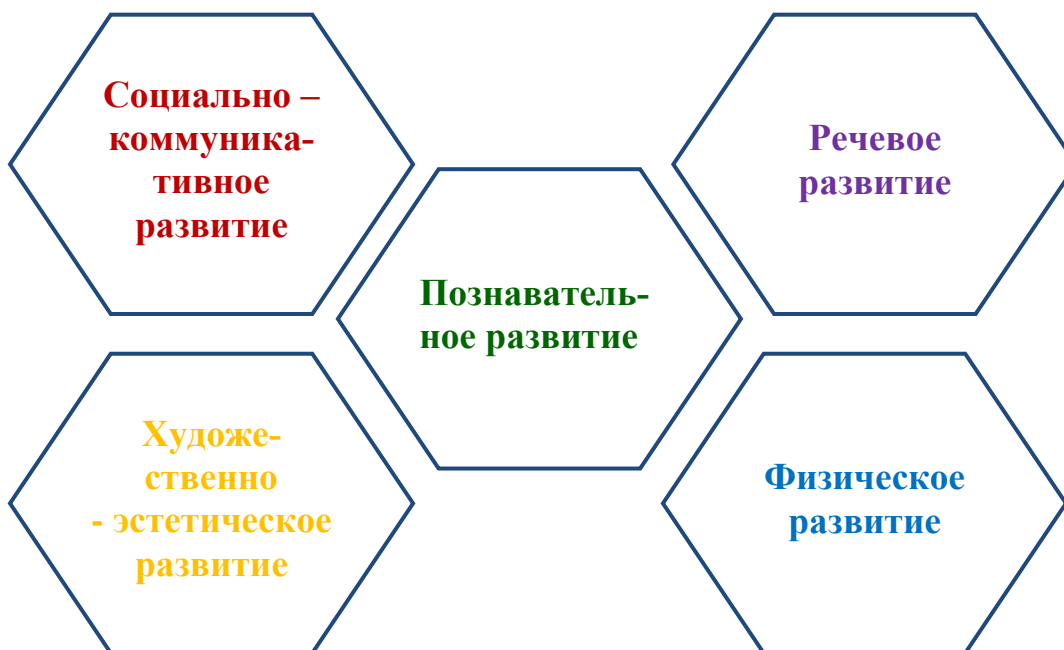 Социально –
коммуника-
тивное
развитие
Речевое
развитие
Познаватель-
ное развитие
Художе-
ственно
- эстетическое
развитие
Физическое
развитие